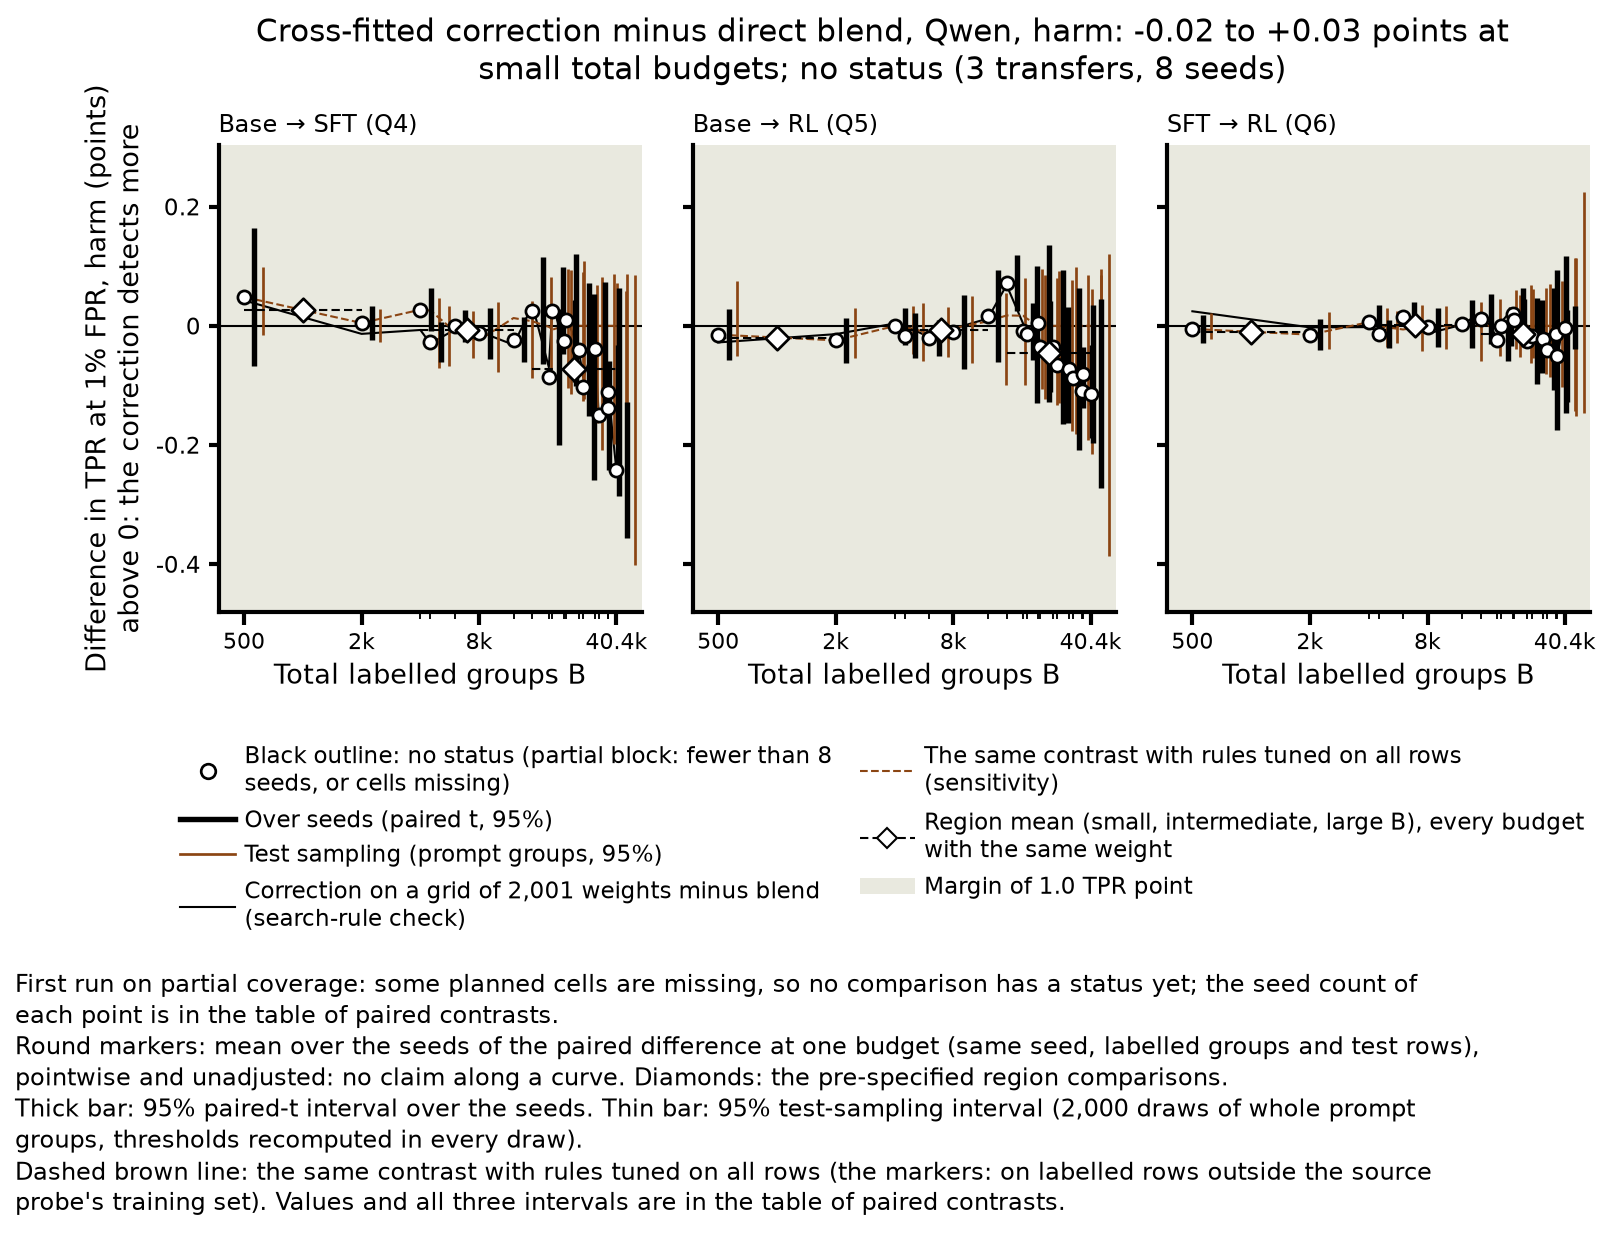 Cross-fitted correction minus direct blend, Qwen, harm: -0.02 to +0.03 points at
small total budgets; no status (3 transfers, 8 seeds)
Difference in TPR at 1% FPR, harm (points)
above 0: the correction detects more
Base → SFT (Q4)
Base → RL (Q5)
SFT → RL (Q6)
0.2
0
-0.2
-0.4
500 2k 8k 40.4k
500 2k 8k 40.4k
500 2k 8k 40.4k
Total labelled groups B
Total labelled groups B
Total labelled groups B
Black outline: no status (partial block: fewer than 8
seeds, or cells missing)
Over seeds (paired t, 95%)
Test sampling (prompt groups, 95%)
Correction on a grid of 2,001 weights minus blend
(search-rule check)
The same contrast with rules tuned on all rows
(sensitivity)
Region mean (small, intermediate, large B), every budget
with the same weight
Margin of 1.0 TPR point
First run on partial coverage: some planned cells are missing, so no comparison has a status yet; the seed count of
each point is in the table of paired contrasts.
Round markers: mean over the seeds of the paired difference at one budget (same seed, labelled groups and test rows),
pointwise and unadjusted: no claim along a curve. Diamonds: the pre-specified region comparisons.
Thick bar: 95% paired-t interval over the seeds. Thin bar: 95% test-sampling interval (2,000 draws of whole prompt
groups, thresholds recomputed in every draw).
Dashed brown line: the same contrast with rules tuned on all rows (the markers: on labelled rows outside the source
probe's training set). Values and all three intervals are in the table of paired contrasts.